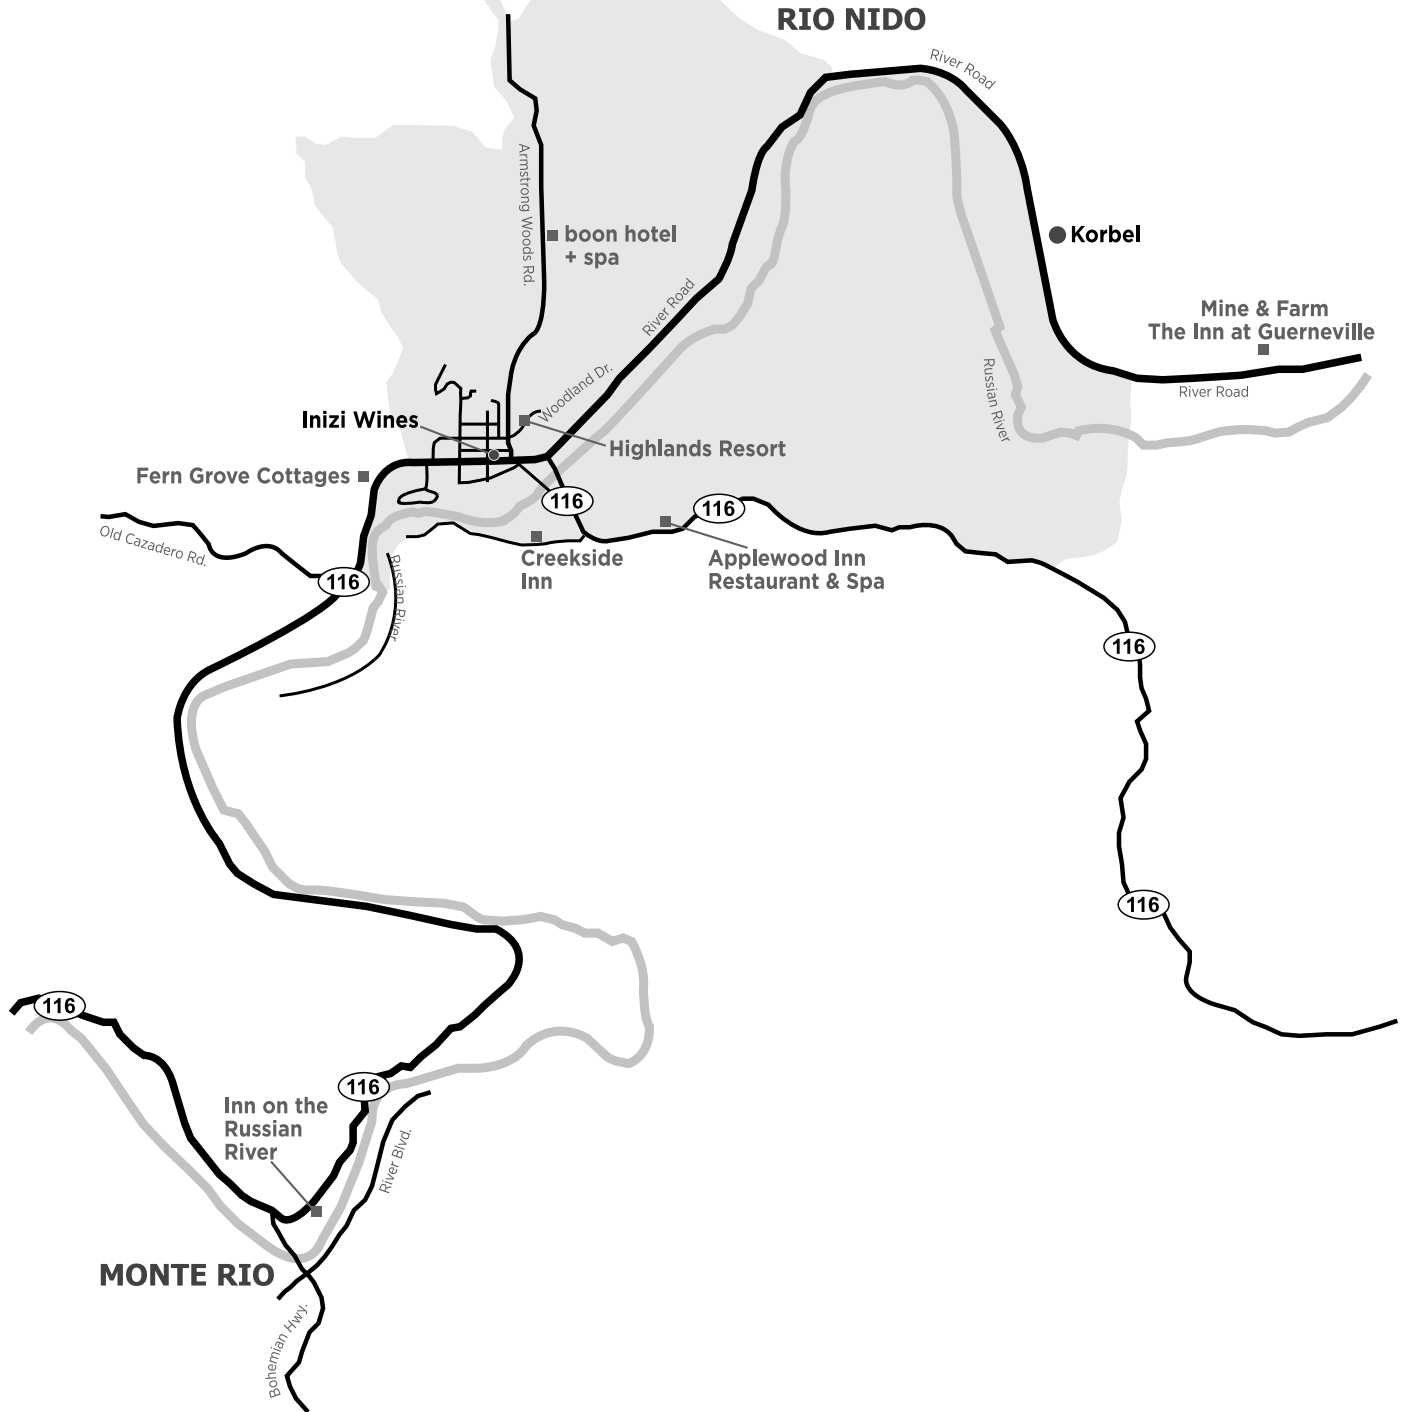 RIO NIDO
River Road
Armstrong Woods Rd.
boon hotel
+ spa
Korbel
River Road
Mine & Farm
The Inn at Guerneville
River Road
Russian River
Woodland Dr.
Inizi Wines
Highlands Resort
Fern Grove Cottages
116
116
Old Cazadero Rd.
Creekside
Inn
Applewood Inn
Restaurant & Spa
116
Russian River
116
116
116
116
Inn on the
Russian
River
River Blvd.
MONTE RIO
Bohemian Hwy.